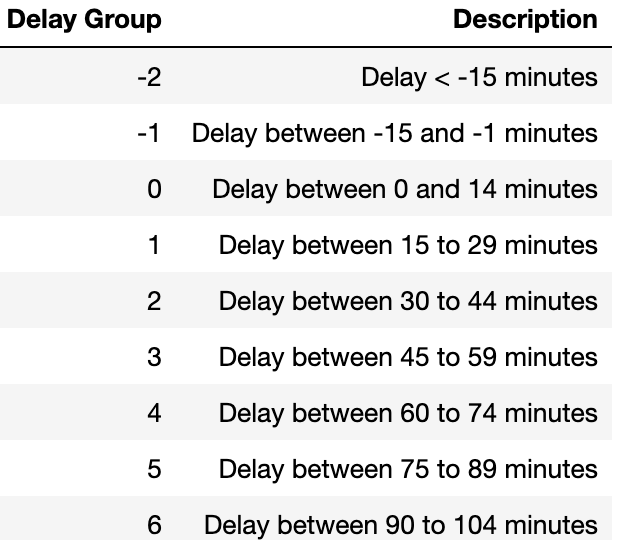 Delay Group Description
-2 Delay < -15 minutes
-1 Delay between -15 and -1 minutes
0 Delay between 0 and 14 minutes
1 Delay between 15 to 29 minutes
2 Delay between 30 to 44 minutes
3 Delay between 45 to 59 minutes
4 Delay between 60 to 74 minutes
5 Delay between 75 to 89 minutes
6 Delay between 90 to 104 minutes